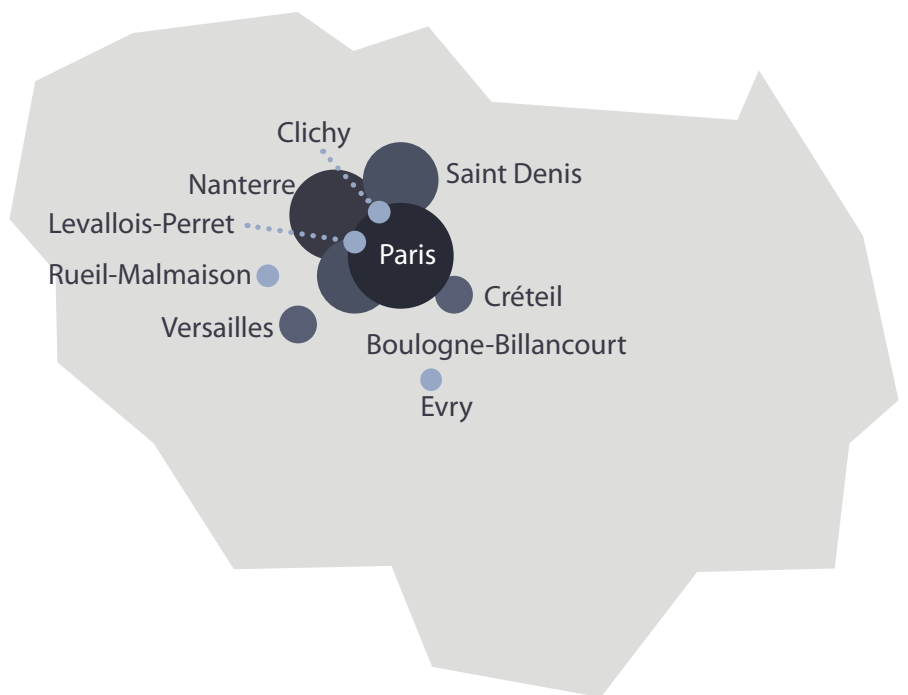 Clichy
Saint Denis
Nanterre
Levallois-Perret
Paris
Rueil-Malmaison
Créteil
Versailles
Boulogne-Billancourt
Evry